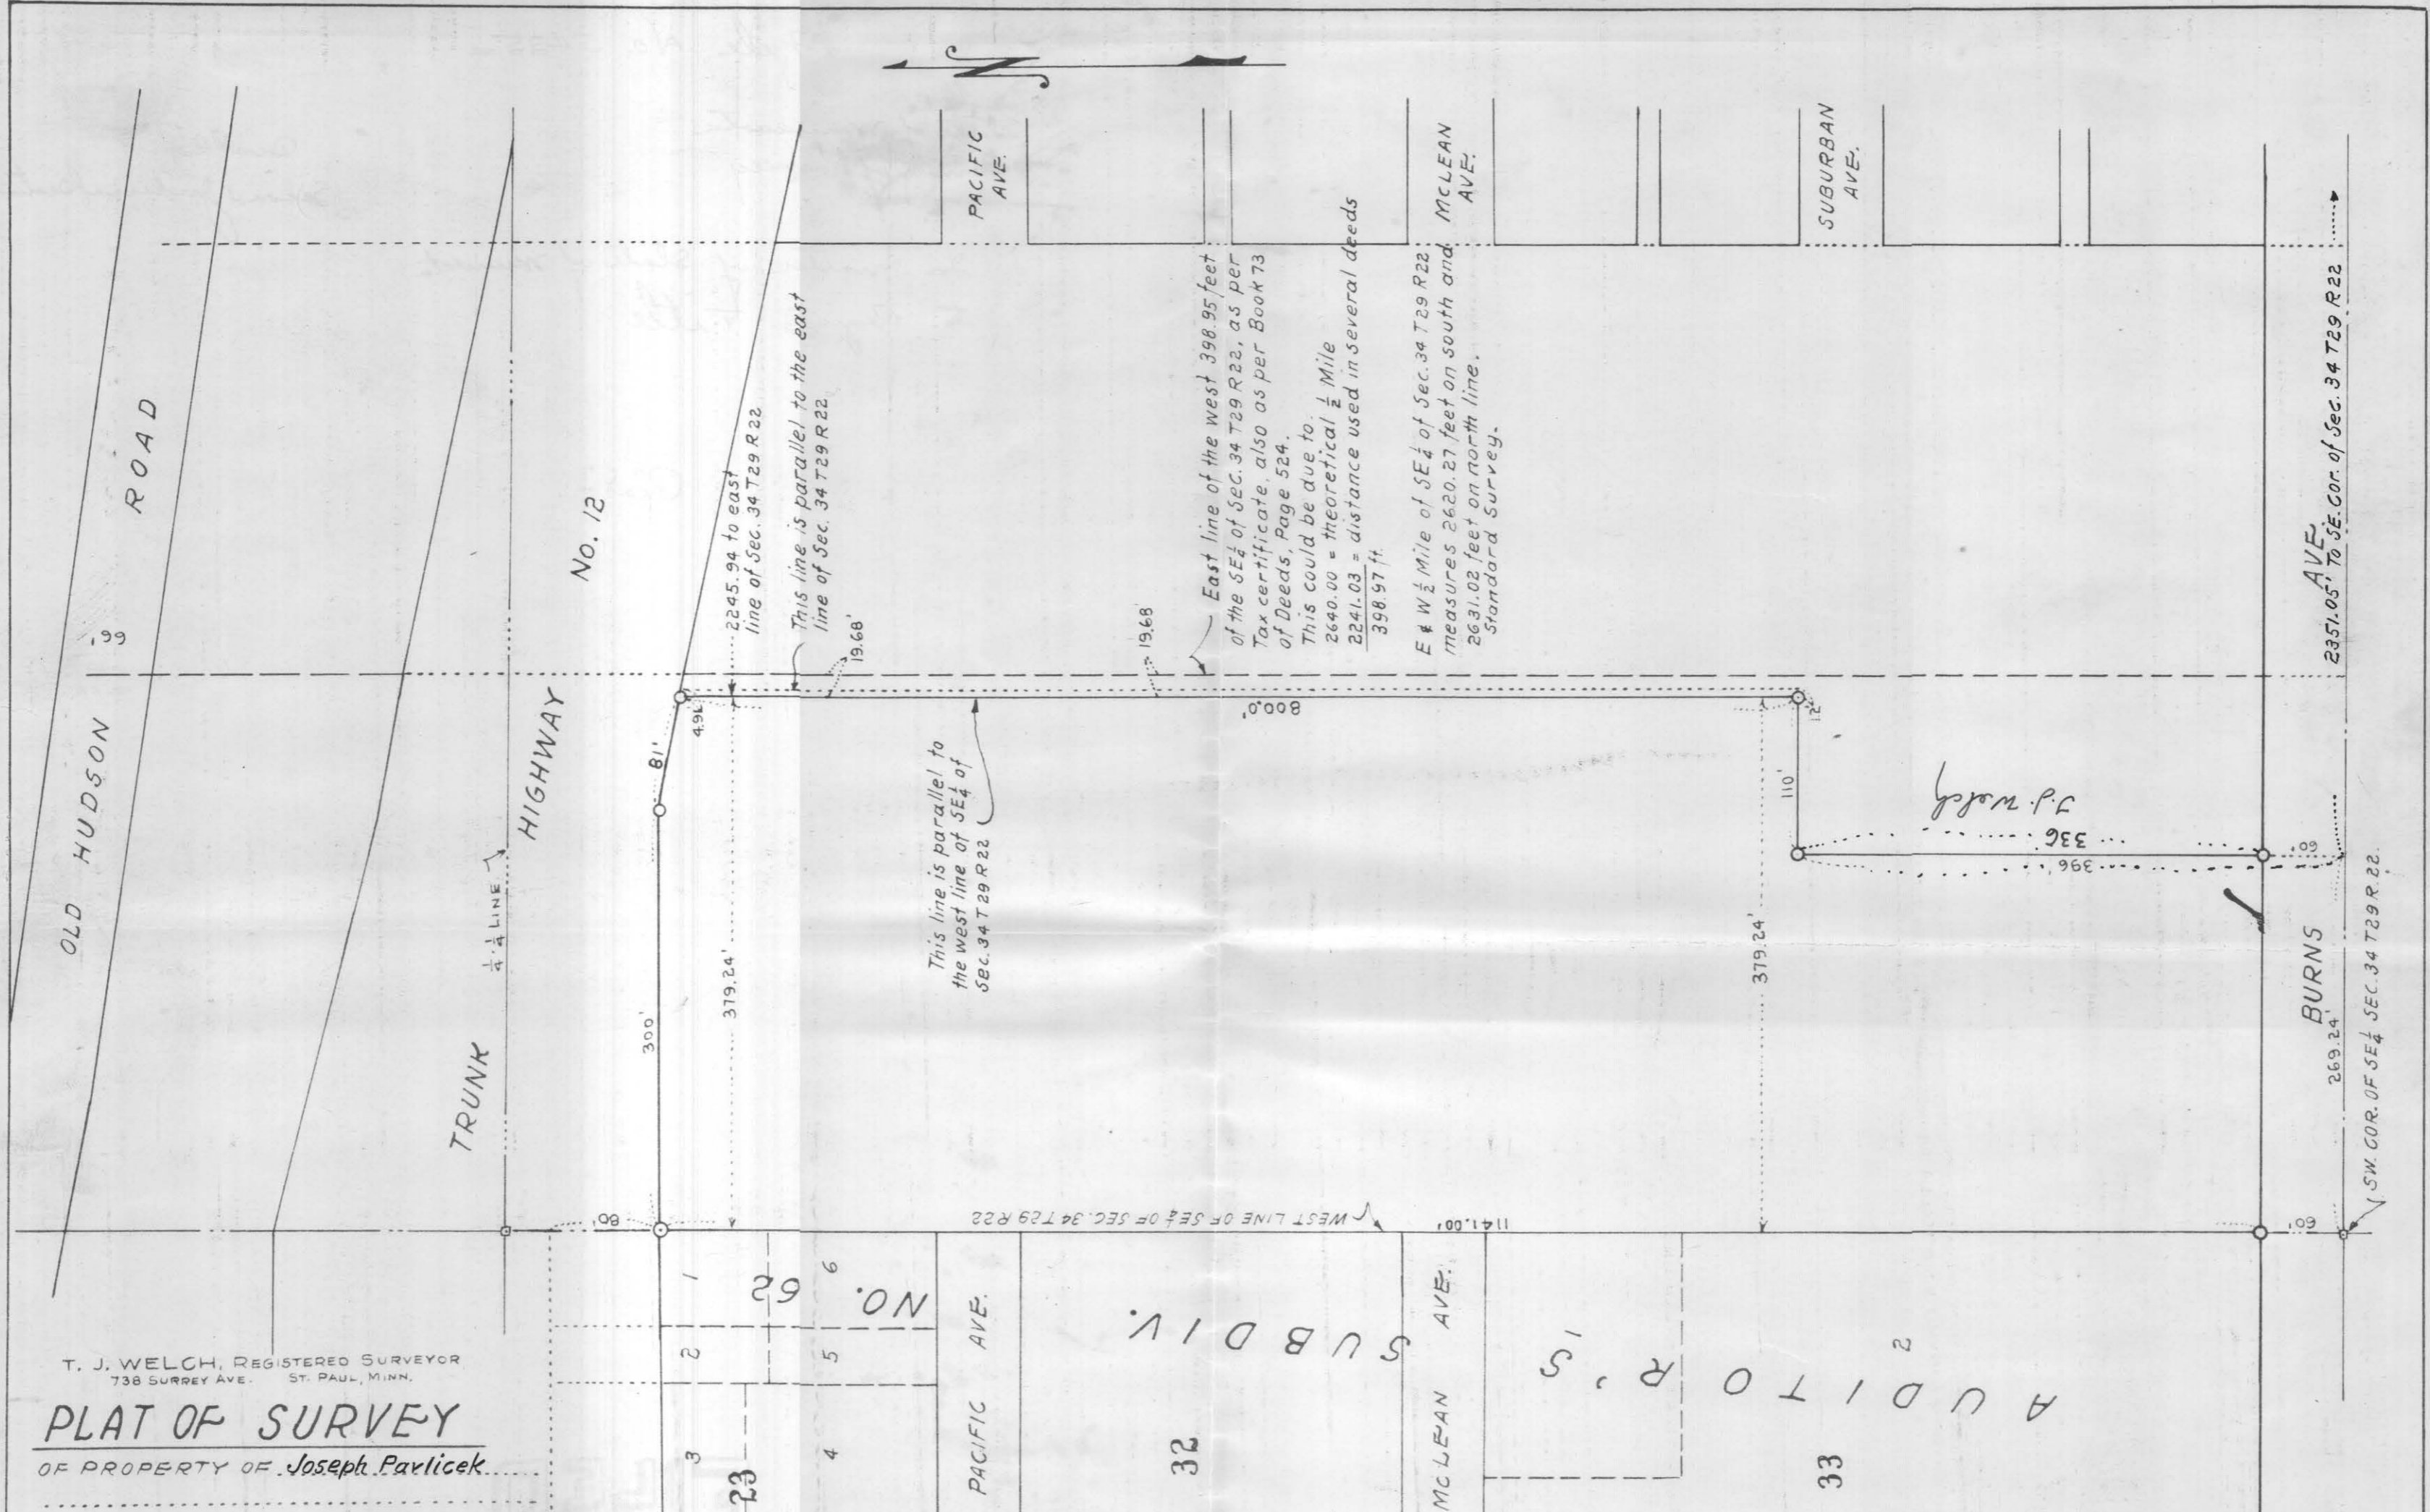 N
OLD HUDSON ROAD
66'
TRUNK HIGHWAY No. 12
¼ ¼ LINE
2245.94 to east
line of Sec. 34 T29 R22
This line is parallel to the east
line of Sec. 34 T29 R22
19.68'
19.68'
PACIFIC
AVE.
MCLEAN
AVE.
SUBURBAN
AVE.
East line of the west 398.95 feet
of the SE¼ of Sec. 34 T29 R22, as per
Tax certificate, also as per Book 73
of Deeds, Page 524.
This could be due to
2640.00 = theoretical ½ Mile
2241.03 = distance used in several deeds
398.97 ft.
E & W ½ Mile of SE¼ of Sec. 34 T29 R22
measures 2620.27 feet on south and
2631.02 feet on north line.
Standard Survey.
81'
4.91
300'
379.24'
800.0'
This line is parallel to
the west line of SE¼ of
Sec. 34 T29 R22
12'
110'
379.24'
T.J. Welch
336'
396'
60'
BURNS AVE.
2351.05' To SE. Cor. of Sec. 34 T29 R22
269.24'
SW. COR. OF SE¼ SEC. 34 T29 R 22.
60'
80'
WEST LINE OF SE¼ OF SEC. 34 T29 R22
1141.00'
1
2
3
6
5
4
23
PACIFIC AVE.
32
MCLEAN AVE.
33
2
1
AUDITOR'S SUBDIV. NO. 62
T. J. WELCH, REGISTERED SURVEYOR
738 SURREY AVE. ST. PAUL, MINN.
PLAT OF SURVEY
OF PROPERTY OF Joseph Pavlicek